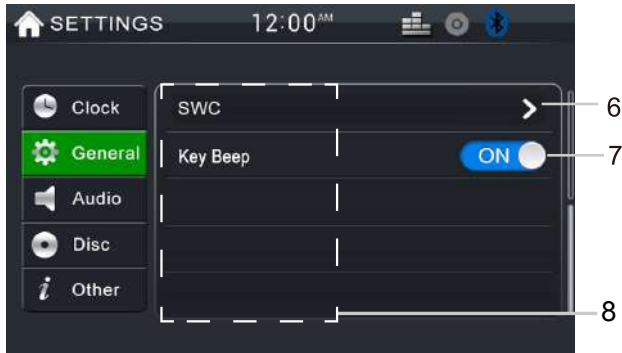 SETTINGS 12:00AM
Clock SWC 6
General Key Beep ON 7
Audio
Disc
i Other
8